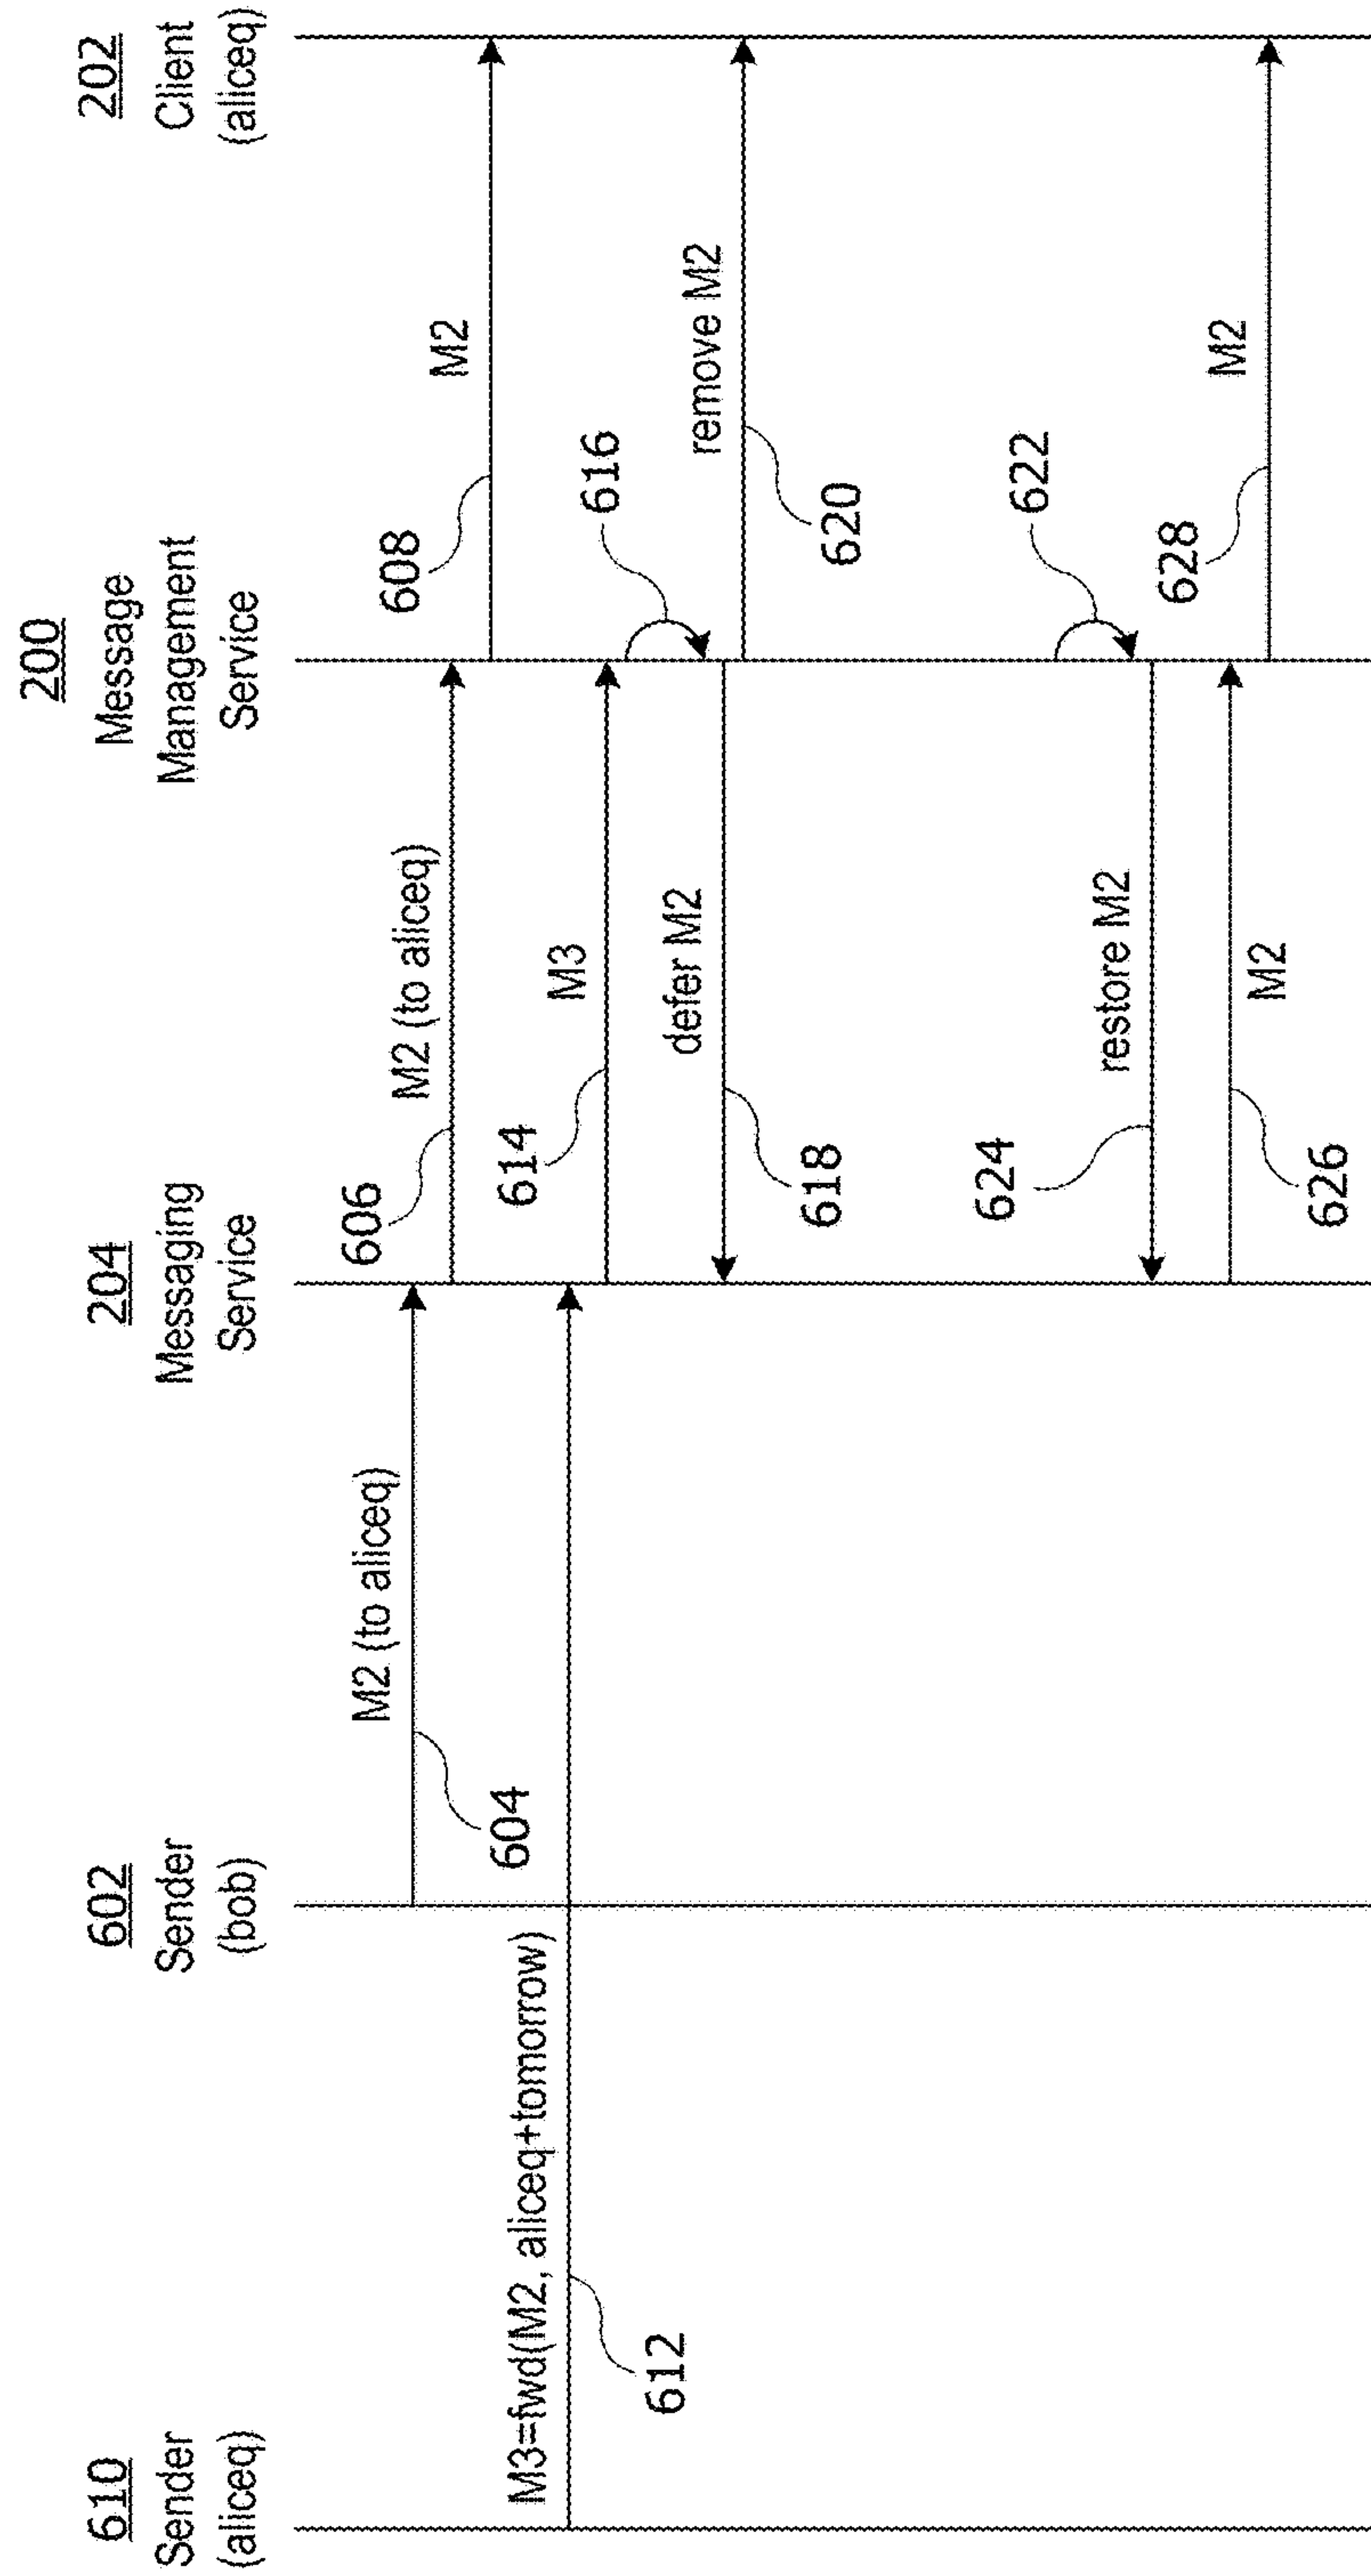 610
Sender
(aliceq)
602
Sender
(bob)
204
Messaging
Service
200
Message
Management
Service
202
Client
(aliceq)
M2 (to aliceq)
604
M2 (to aliceq)
606
M2
608
M3=fwd(M2, aliceq+tomorrow)
612
M3
614
616
defer M2
618
remove M2
620
622
restore M2
624
M2
626
M2
628